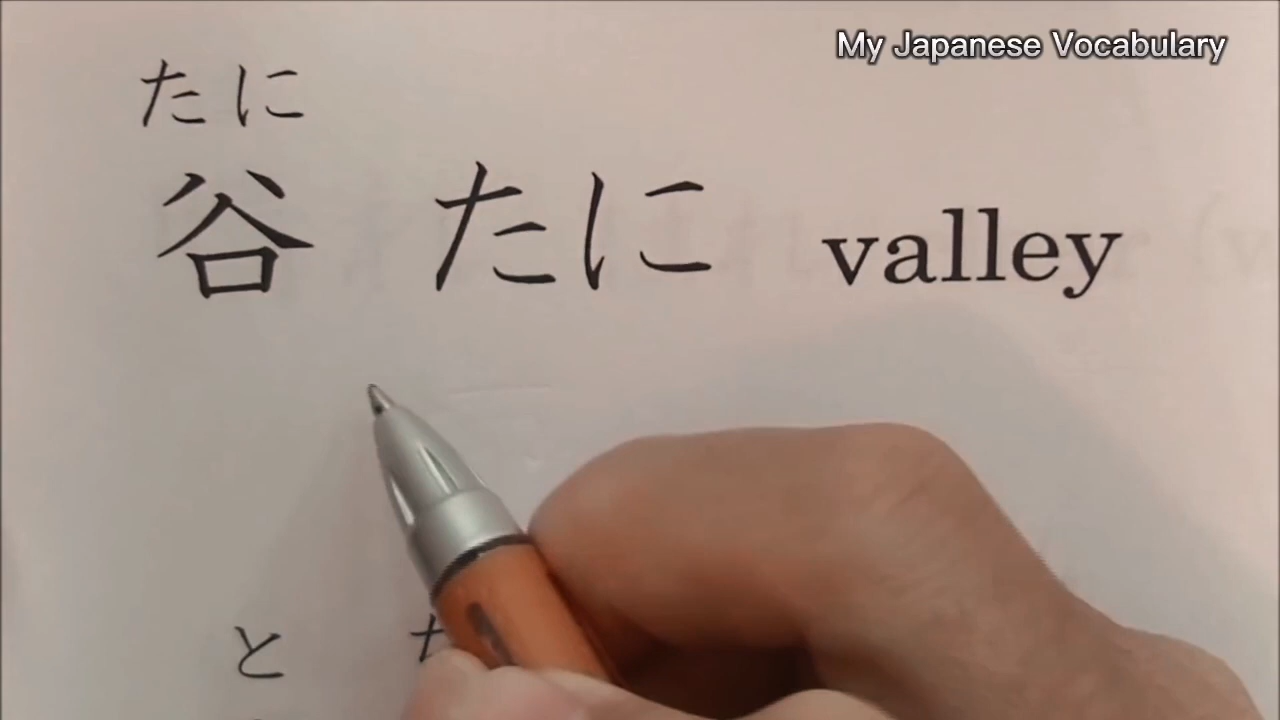 My Japanese Vocabulary
たに
谷 たに valley
と